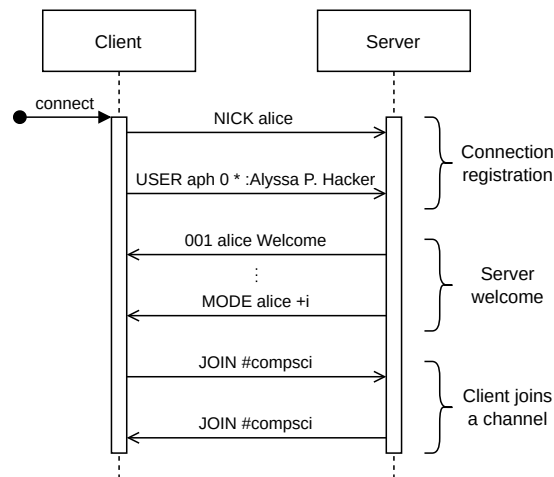 Client
Server
connect
NICK alice
Connection
registration
USER aph 0 * :Alyssa P. Hacker
001 alice Welcome
Server
welcome
MODE alice +i
JOIN #compsci
Client joins
a channel
JOIN #compsci